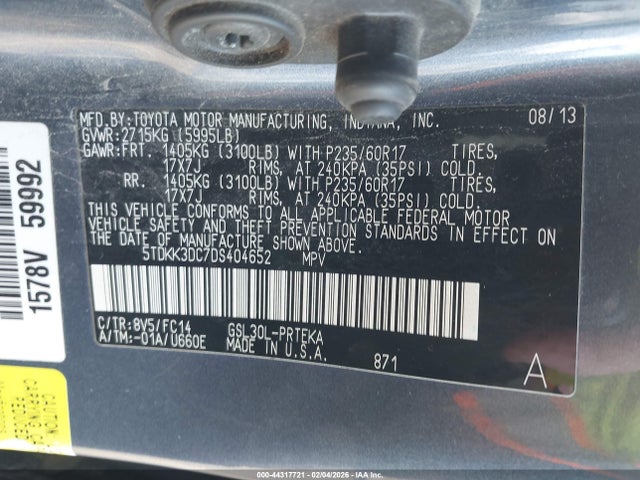 MFD.BY:TOYOTA MOTOR MANUFACTURING, INDIANA, INC. 08/13
GVWR:2715KG (5995LB)
GAWR:FRT. 1405KG (3100LB) WITH P235/60R17 TIRES,
17X7J RIMS, AT 240KPA (35PSI) COLD.
RR. 1405KG (3100LB) WITH P235/60R17 TIRES,
17X7J RIMS, AT 240KPA (35PSI) COLD.
THIS VEHICLE CONFORMS TO ALL APPLICABLE FEDERAL MOTOR
VEHICLE SAFETY AND THEFT PREVENTION STANDARDS IN EFFECT ON
THE DATE OF MANUFACTURE SHOWN ABOVE.
5TDKK3DC7DS404652 MPV
C/TR:8V5/FC14 GSL30L-PRTEKA
A/TM:-01A/U660E MADE IN U.S.A. 871
A
1578V 59992
CAUTION
© 000-44317721 - 02/04/2026 - IAA Inc.